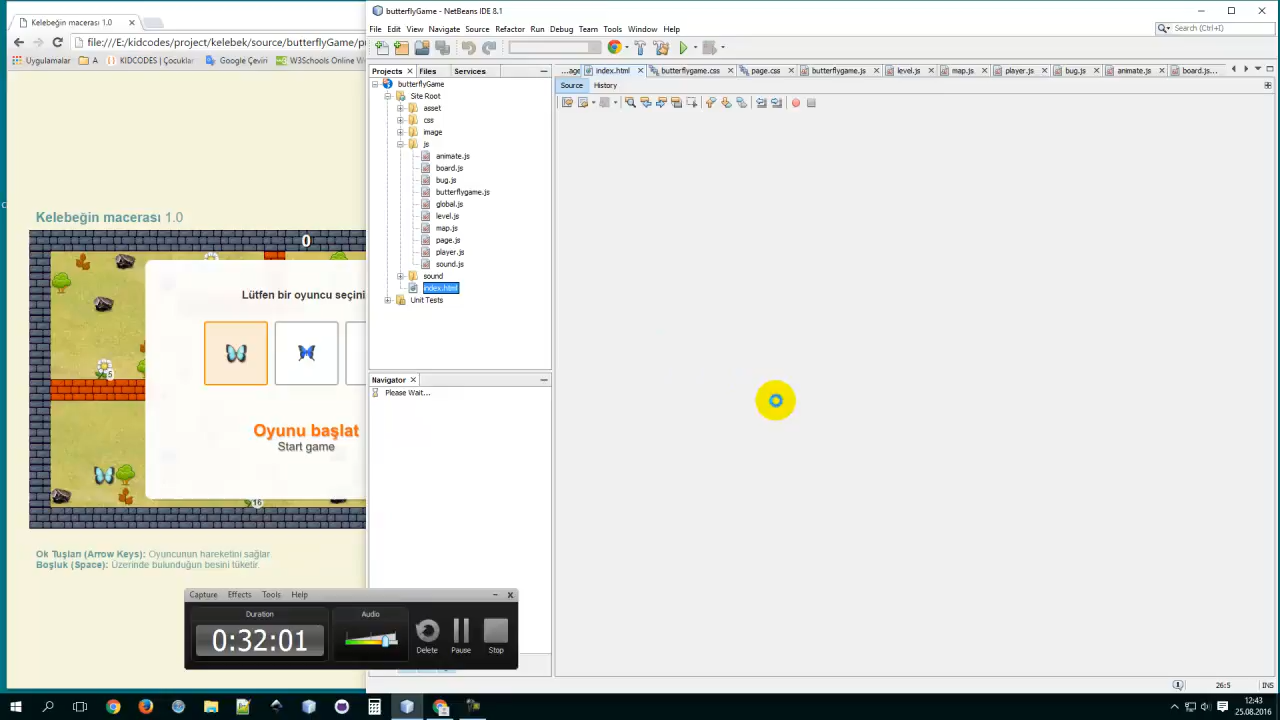 butterflyGame - NetBeans IDE 8.1
Kelebeğin macerası 1.0
File Edit View Navigate Source Refactor Run Debug Team Tools Window Help
Search (Ctrl+I)
file:///E:/kidcodes/project/kelebek/source/butterflyGame/pu
Uygulamalar A KIDCODES | Çocuklar Google Çeviri W3Schools Online W
Projects Files Services
...age index.html butterflygame.css page.css butterflygame.js level.js map.js player.js bug.js animate.js board.js...
Source History
butterflyGame
Site Root
asset
css
image
js
animate.js
board.js
bug.js
butterflygame.js
global.js
level.js
map.js
page.js
player.js
sound.js
sound
index.html
Unit Tests
Navigator
Please Wait...
Kelebeğin macerası 1.0
0
Lütfen bir oyuncu seçini
5
Oyunu başlat
Start game
16
Ok Tuşları (Arrow Keys): Oyuncunun hareketini sağlar.
Boşluk (Space): Üzerinde bulunduğun besini tüketir.
Capture Effects Tools Help
Duration
Audio
0:32:01
Delete Pause Stop
1
26:5 INS
12:43
25.08.2016